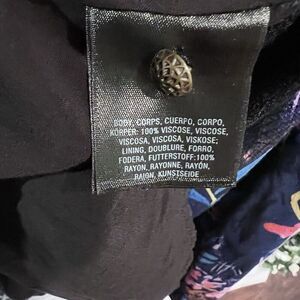 BODY, CORPS, CUERPO, CORPO,
KÖRPER: 100% VISCOSE, VISCOSE,
VISCOSA, VISCOSA, VISKOSE;
LINING, DOUBLURE, FORRO,
FODERA, FUTTERSTOFF:100%
RAYON, RAYONNE, RAYÓN,
RAION, KUNSTSEIDE